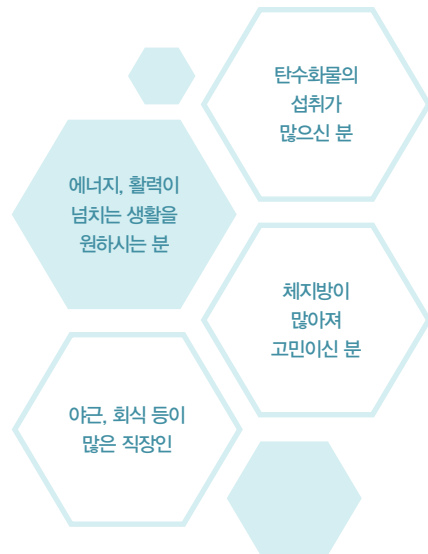 탄수화물의
섭취가
많으신 분
에너지, 활력이
넘치는 생활을
원하시는 분
체지방이
많아져
고민이신 분
야근, 회식 등이
많은 직장인